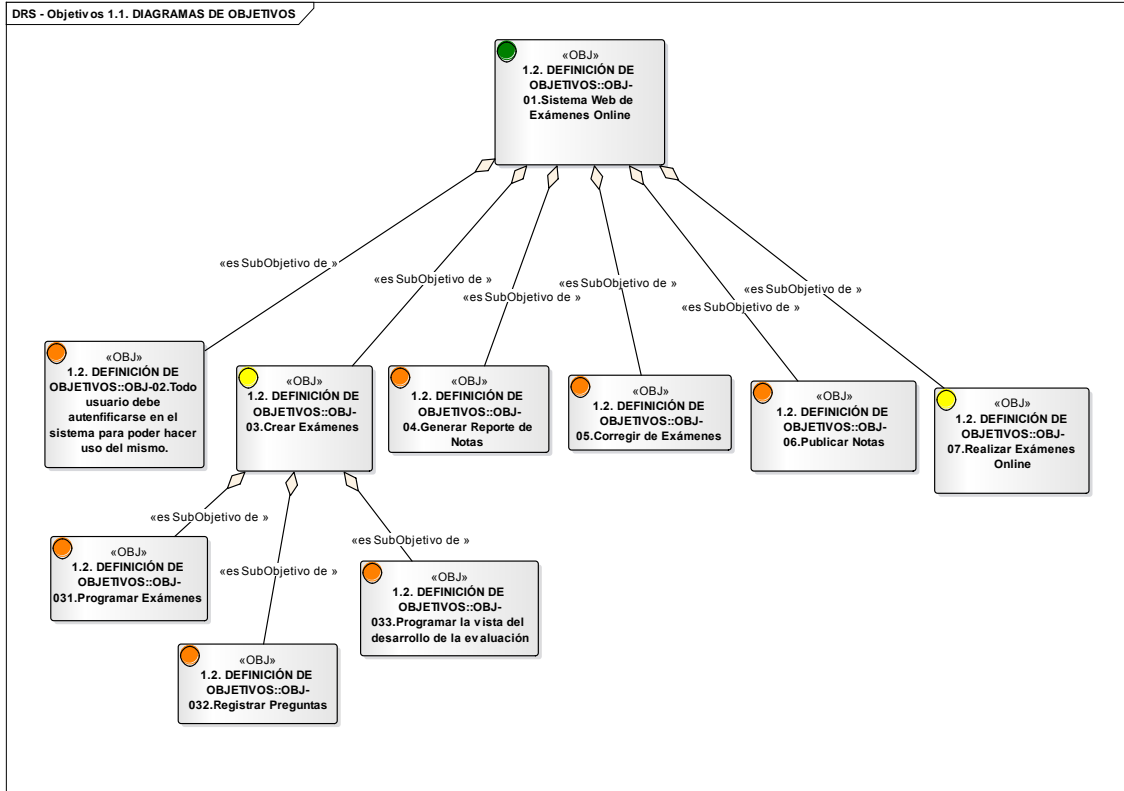 DRS - Objetivos 1.1. DIAGRAMAS DE OBJETIVOS
«OBJ»
1.2. DEFINICIÓN DE
OBJETIVOS::OBJ-
01.Sistema Web de
Exámenes Online
«es SubObjetivo de »
«es SubObjetivo de »
«es SubObjetivo de »
«es SubObjetivo de »
«es SubObjetivo de »
«es SubObjetivo de »
«OBJ»
1.2. DEFINICIÓN DE
OBJETIVOS::OBJ-02.Todo
usuario debe
autenfificarse en el
sistema para poder hacer
uso del mismo.
«OBJ»
1.2. DEFINICIÓN DE
OBJETIVOS::OBJ-
03.Crear Exámenes
«OBJ»
1.2. DEFINICIÓN DE
OBJETIVOS::OBJ-
04.Generar Reporte de
Notas
«OBJ»
1.2. DEFINICIÓN DE
OBJETIVOS::OBJ-
05.Corregir de Exámenes
«OBJ»
1.2. DEFINICIÓN DE
OBJETIVOS::OBJ-
06.Publicar Notas
«OBJ»
1.2. DEFINICIÓN DE
OBJETIVOS::OBJ-
07.Realizar Exámenes
Online
«es SubObjetivo de »
«es SubObjetivo de »
«es SubObjetivo de »
«OBJ»
1.2. DEFINICIÓN DE
OBJETIVOS::OBJ-
031.Programar Exámenes
«OBJ»
1.2. DEFINICIÓN DE
OBJETIVOS::OBJ-
032.Registrar Preguntas
«OBJ»
1.2. DEFINICIÓN DE
OBJETIVOS::OBJ-
033.Programar la vista del
desarrollo de la evaluación